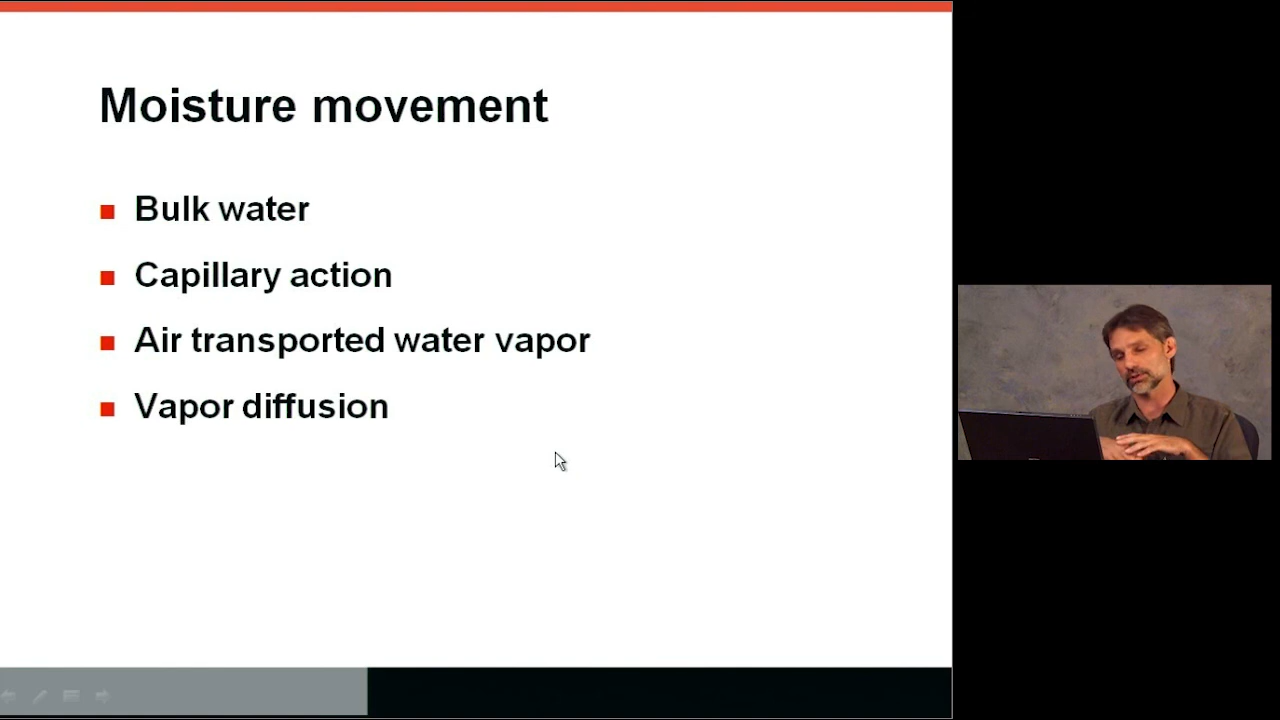 Moisture movement
Bulk water
Capillary action
Air transported water vapor
Vapor diffusion